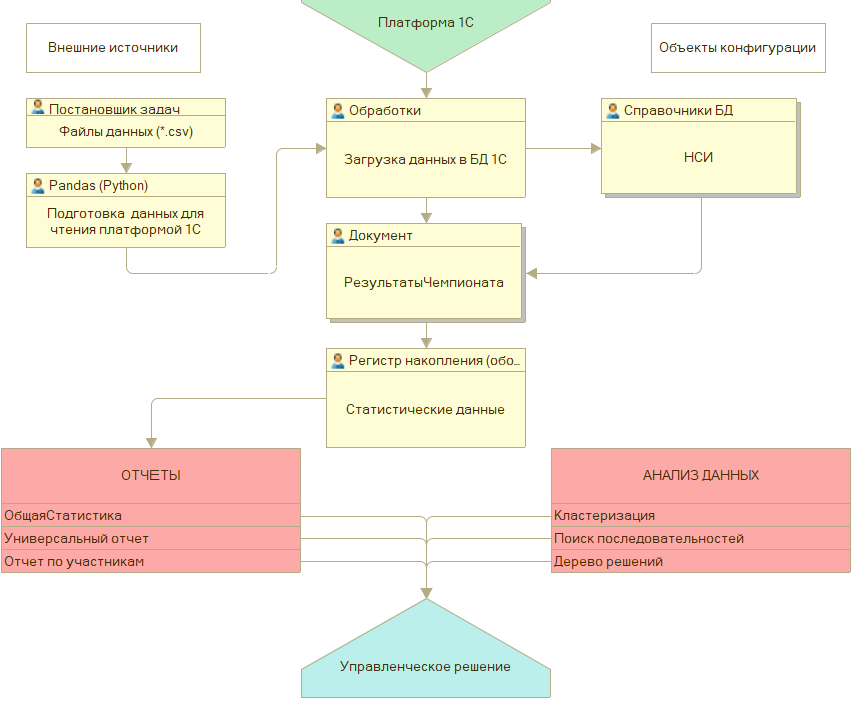 Платформа 1С
Внешние источники
Объекты конфигурации
Постановщик задач
Файлы данных (*.csv)
Обработки
Загрузка данных в БД 1С
Справочники БД
НСИ
Pandas (Python)
Подготовка данных для
чтения платформой 1С
Документ
РезультатыЧемпионата
Регистр накопления (обо...
Статистические данные
ОТЧЕТЫ
ОбщаяСтатистика
Универсальный отчет
Отчет по участникам
АНАЛИЗ ДАННЫХ
Кластеризация
Поиск последовательностей
Дерево решений
Управленческое решение